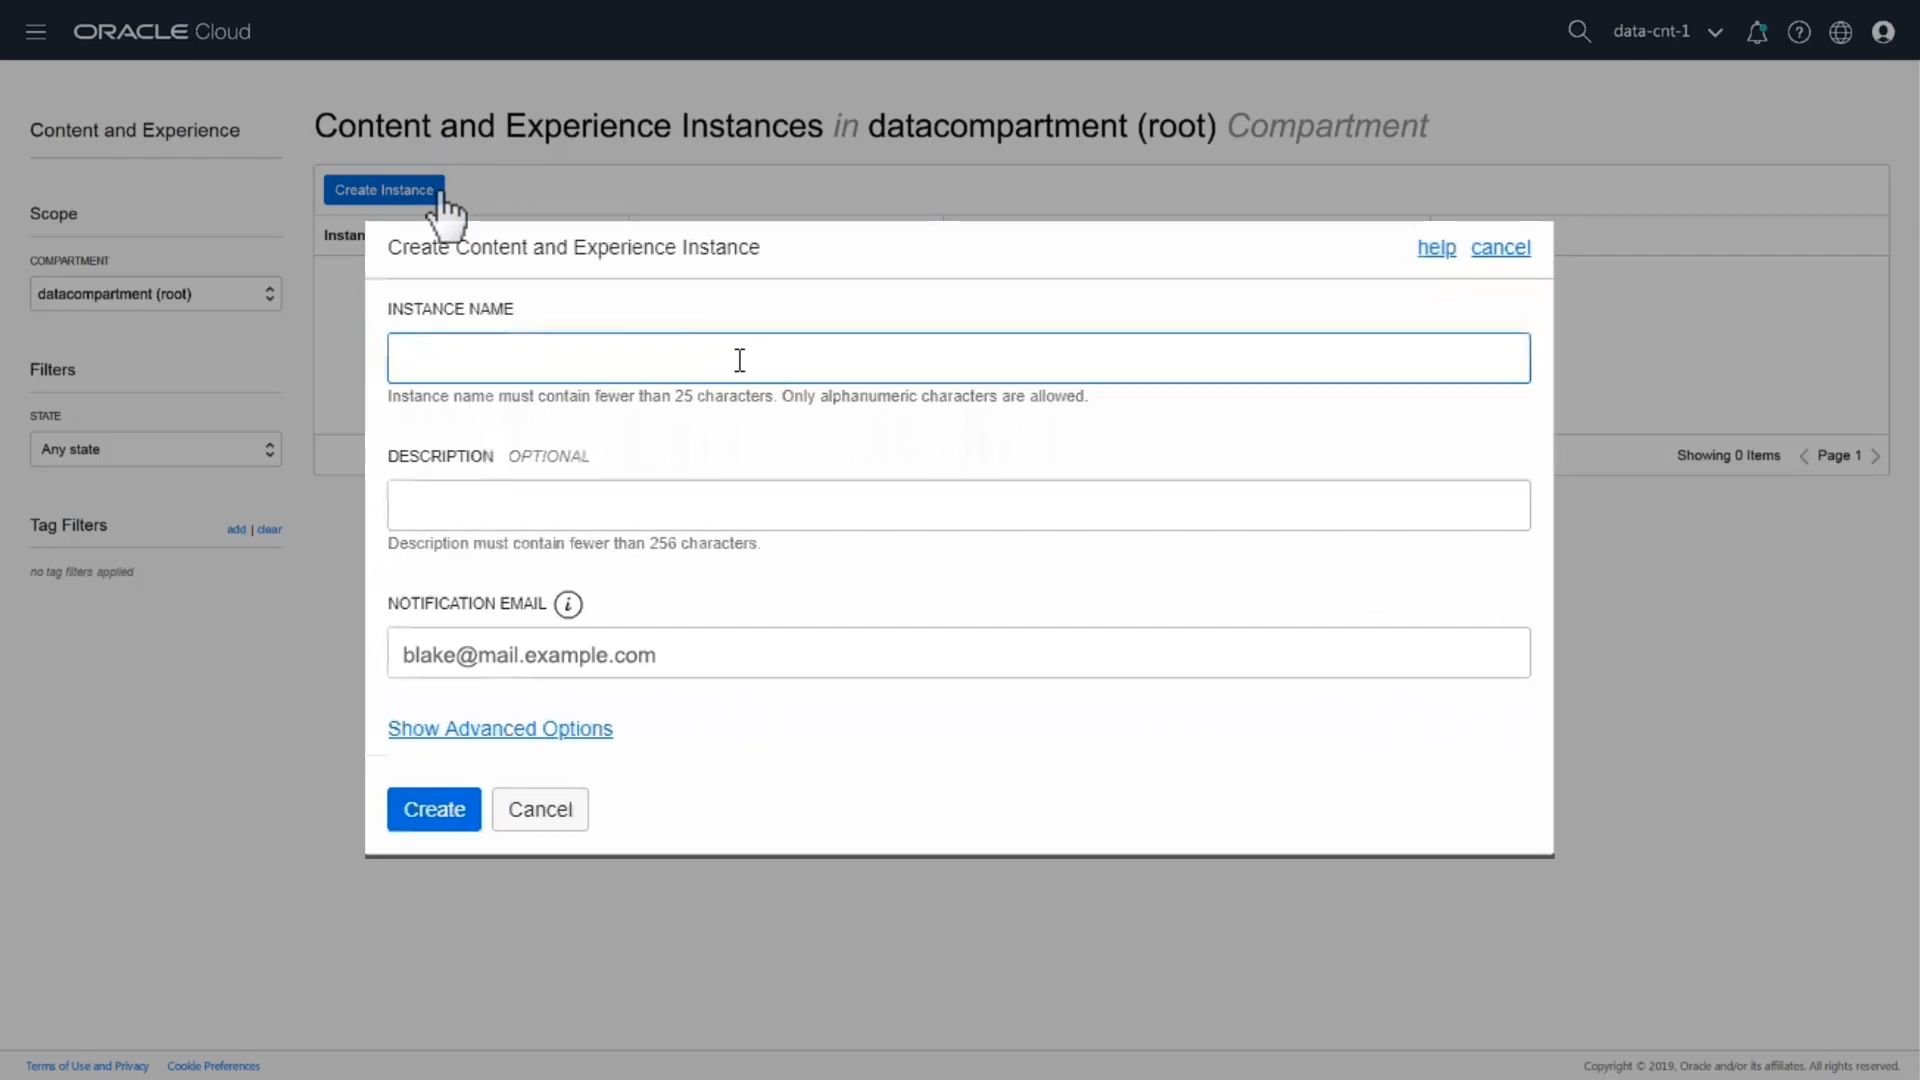 ORACLE Cloud
data-cnt-1
Content and Experience
Content and Experience Instances in datacompartment (root) Compartment
Create Instance
Scope
Instan
COMPARTMENT
datacompartment (root)
Create Content and Experience Instance
help
cancel
INSTANCE NAME
Instance name must contain fewer than 25 characters. Only alphanumeric characters are allowed.
Filters
STATE
Any state
DESCRIPTION OPTIONAL
Description must contain fewer than 256 characters.
Showing 0 Items
Page 1
Tag Filters
add | clear
no tag filters applied
NOTIFICATION EMAIL i
blake@mail.example.com
Show Advanced Options
Create
Cancel
Terms of Use and Privacy
Cookie Preferences
Copyright © 2019, Oracle and/or its affiliates. All rights reserved.